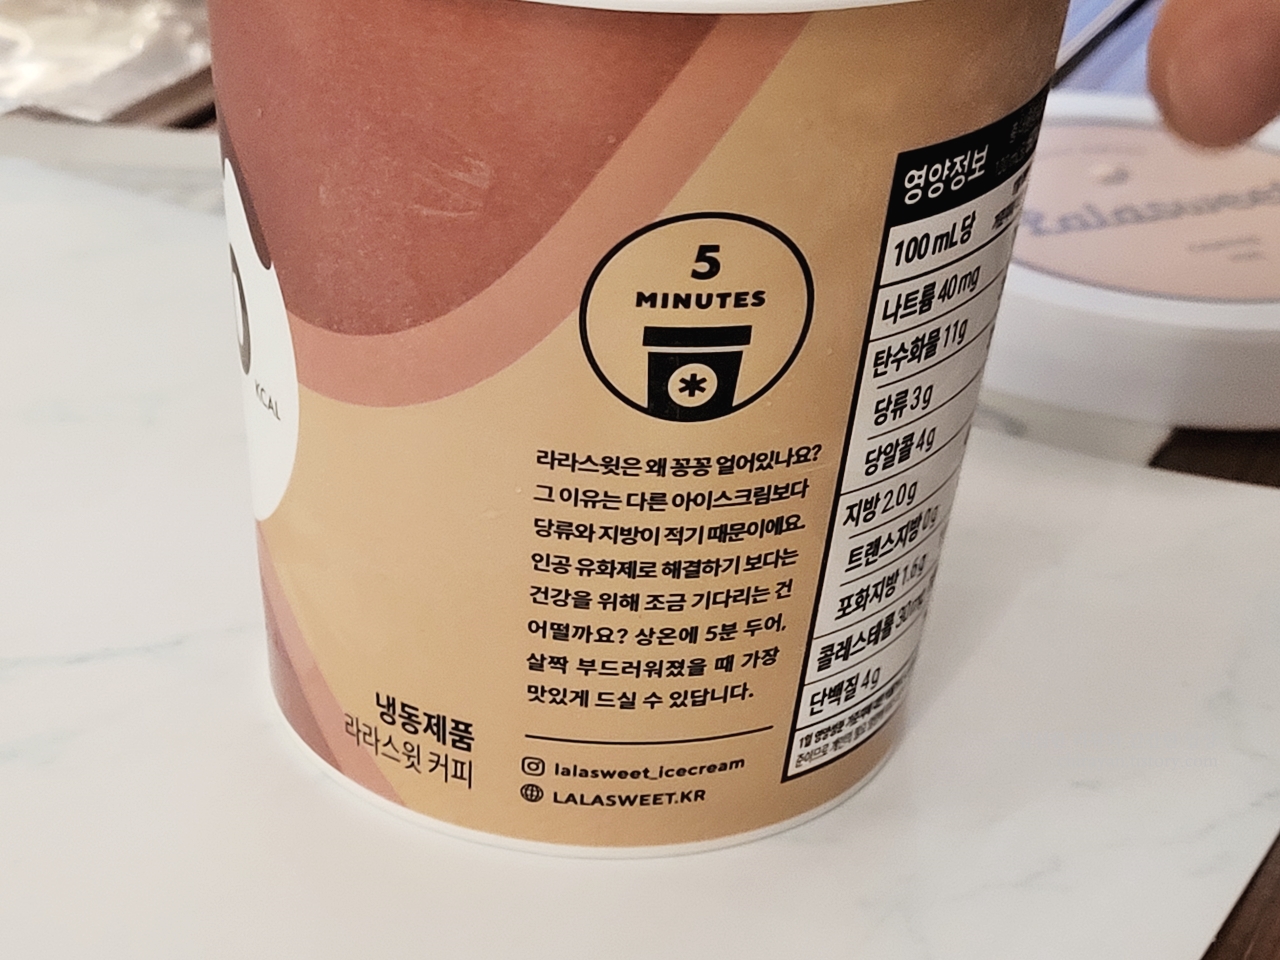 KCAL
5
MINUTES
라라스윗은 왜 꽁꽁 얼어있나요?
그 이유는 다른 아이스크림보다
당류와 지방이 적기 때문이에요.
인공 유화제로 해결하기 보다는
건강을 위해 조금 기다리는 건
어떨까요? 상온에 5분 두어,
살짝 부드러워졌을 때 가장
맛있게 드실 수 있답니다.
냉동제품
라라스윗 커피
lalasweet_icecream
LALASWEET.KR
영양정보
100 mL당
나트륨 40 mg
탄수화물 11g
당류 3g
당알콜 4g
지방 2.0g
트랜스지방 0g
포화지방 1.6g
콜레스테롤 30
단백질 4g